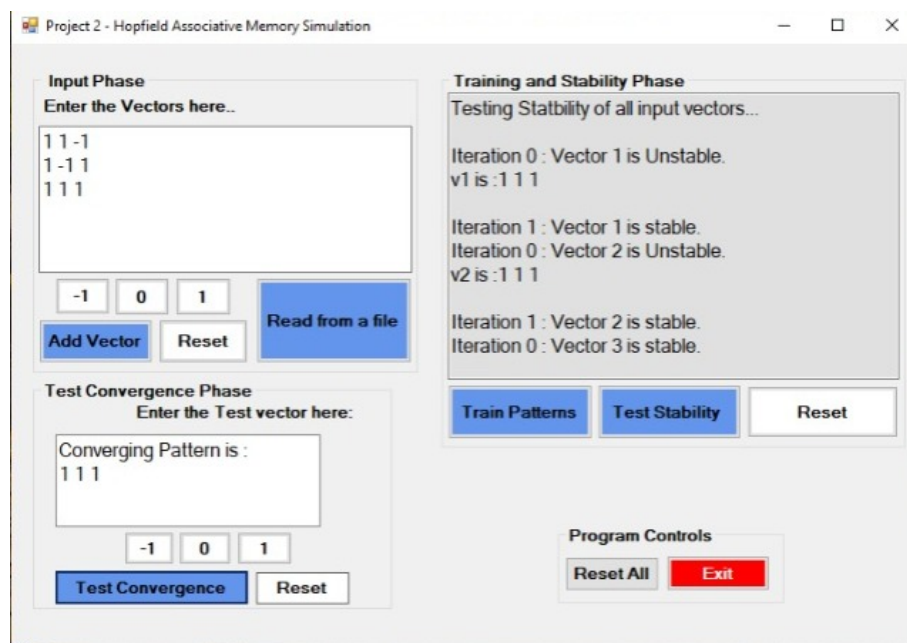 Project 2 - Hopfield Associative Memory Simulation
Input Phase
Enter the Vectors here..
1 1 -1
1 -1 1
1 1 1
-1 0 1
Add Vector Reset Read from a file
Training and Stability Phase
Testing Statbility of all input vectors...
Iteration 0 : Vector 1 is Unstable.
v1 is :1 1 1
Iteration 1 : Vector 1 is stable.
Iteration 0 : Vector 2 is Unstable.
v2 is :1 1 1
Iteration 1 : Vector 2 is stable.
Iteration 0 : Vector 3 is stable.
Train Patterns Test Stability Reset
Test Convergence Phase
Enter the Test vector here:
Converging Pattern is :
1 1 1
-1 0 1
Test Convergence Reset
Program Controls
Reset All Exit